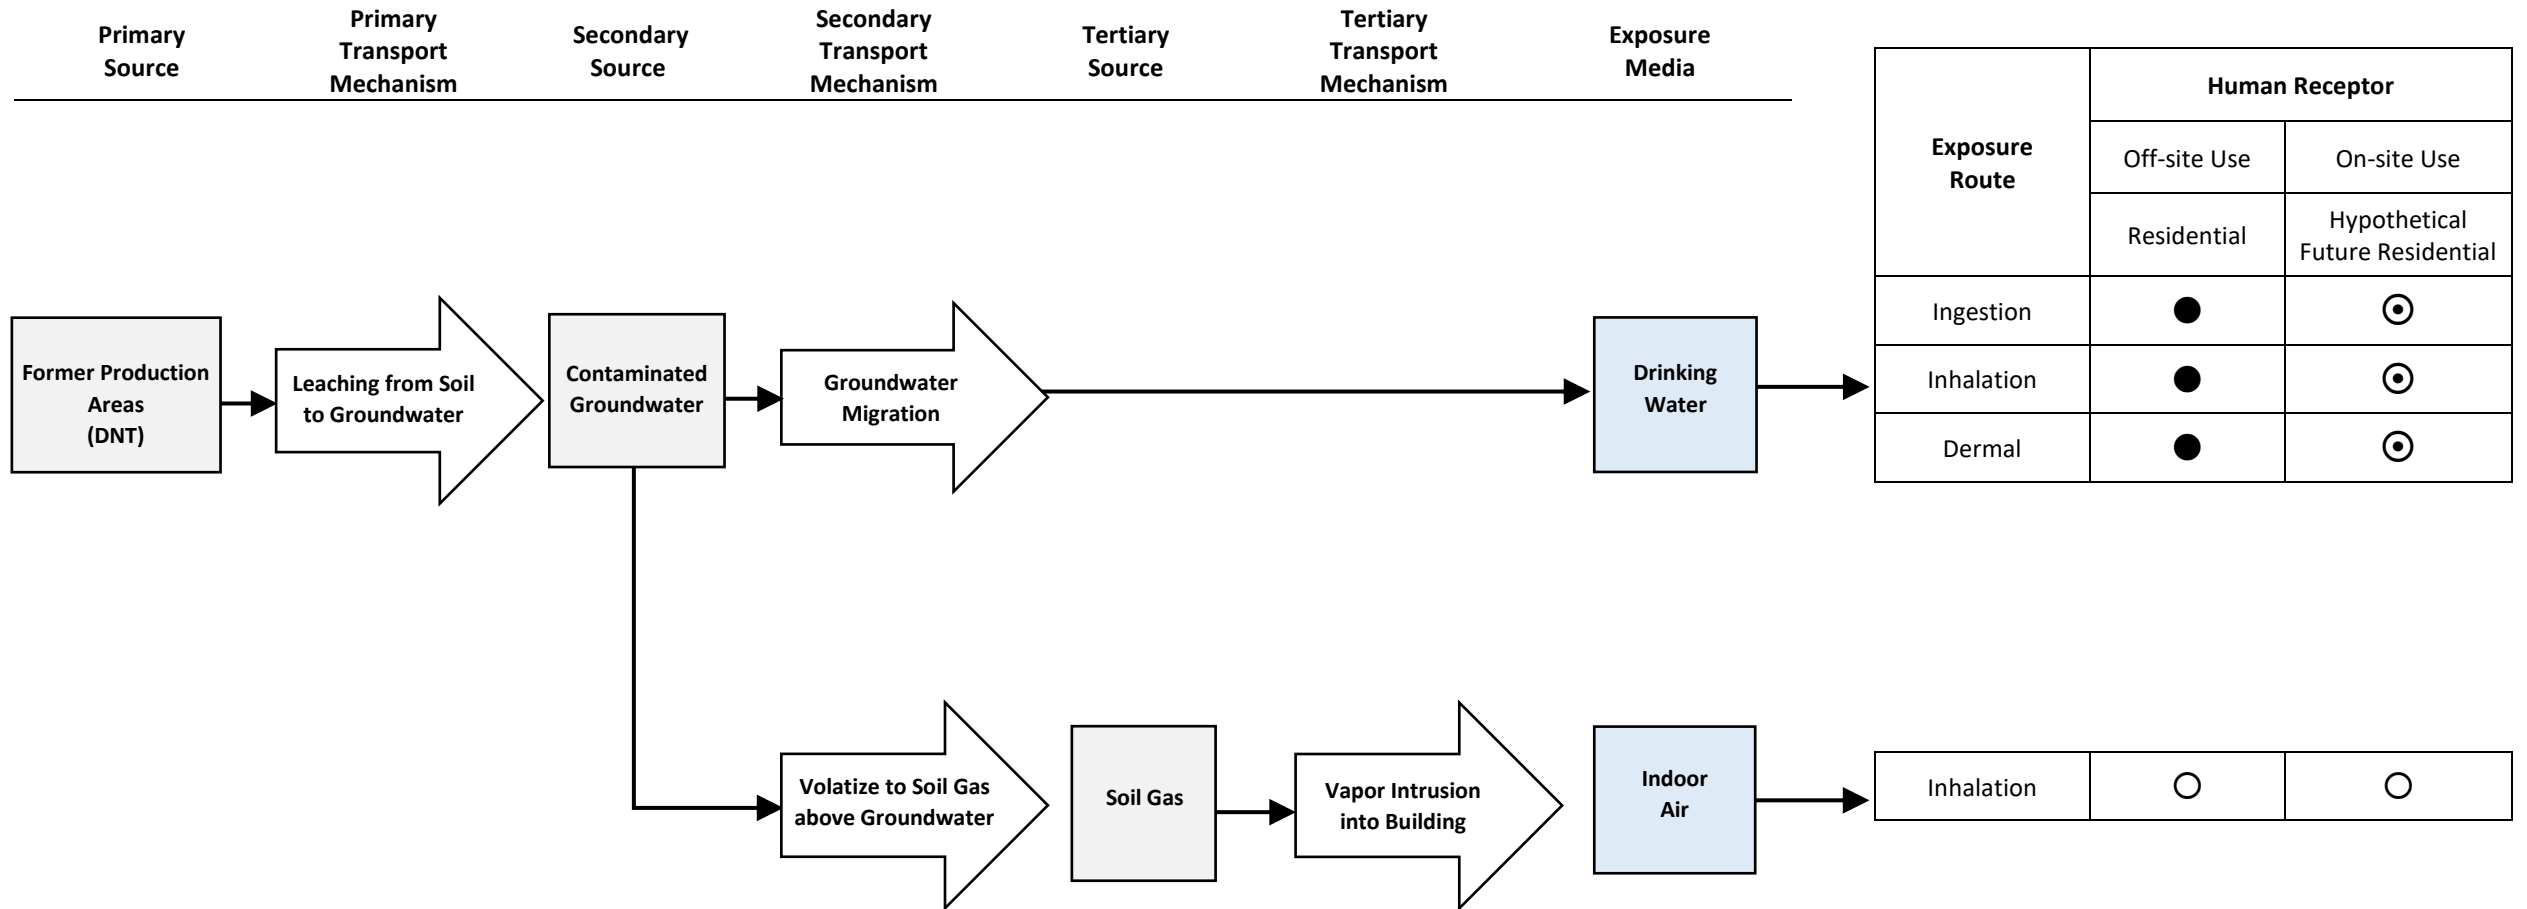 Primary
Source
Primary
Transport
Mechanism
Secondary
Source
Secondary
Transport
Mechanism
Tertiary
Source
Tertiary
Transport
Mechanism
Exposure
Media
Exposure
Route
Human Receptor
Off-site Use
On-site Use
Residential
Hypothetical
Future Residential
Ingestion
Inhalation
Dermal
Former Production
Areas
(DNT)
Leaching from Soil
to Groundwater
Contaminated
Groundwater
Groundwater
Migration
Drinking
Water
Volatize to Soil Gas
above Groundwater
Soil Gas
Vapor Intrusion
into Building
Indoor
Air
Inhalation